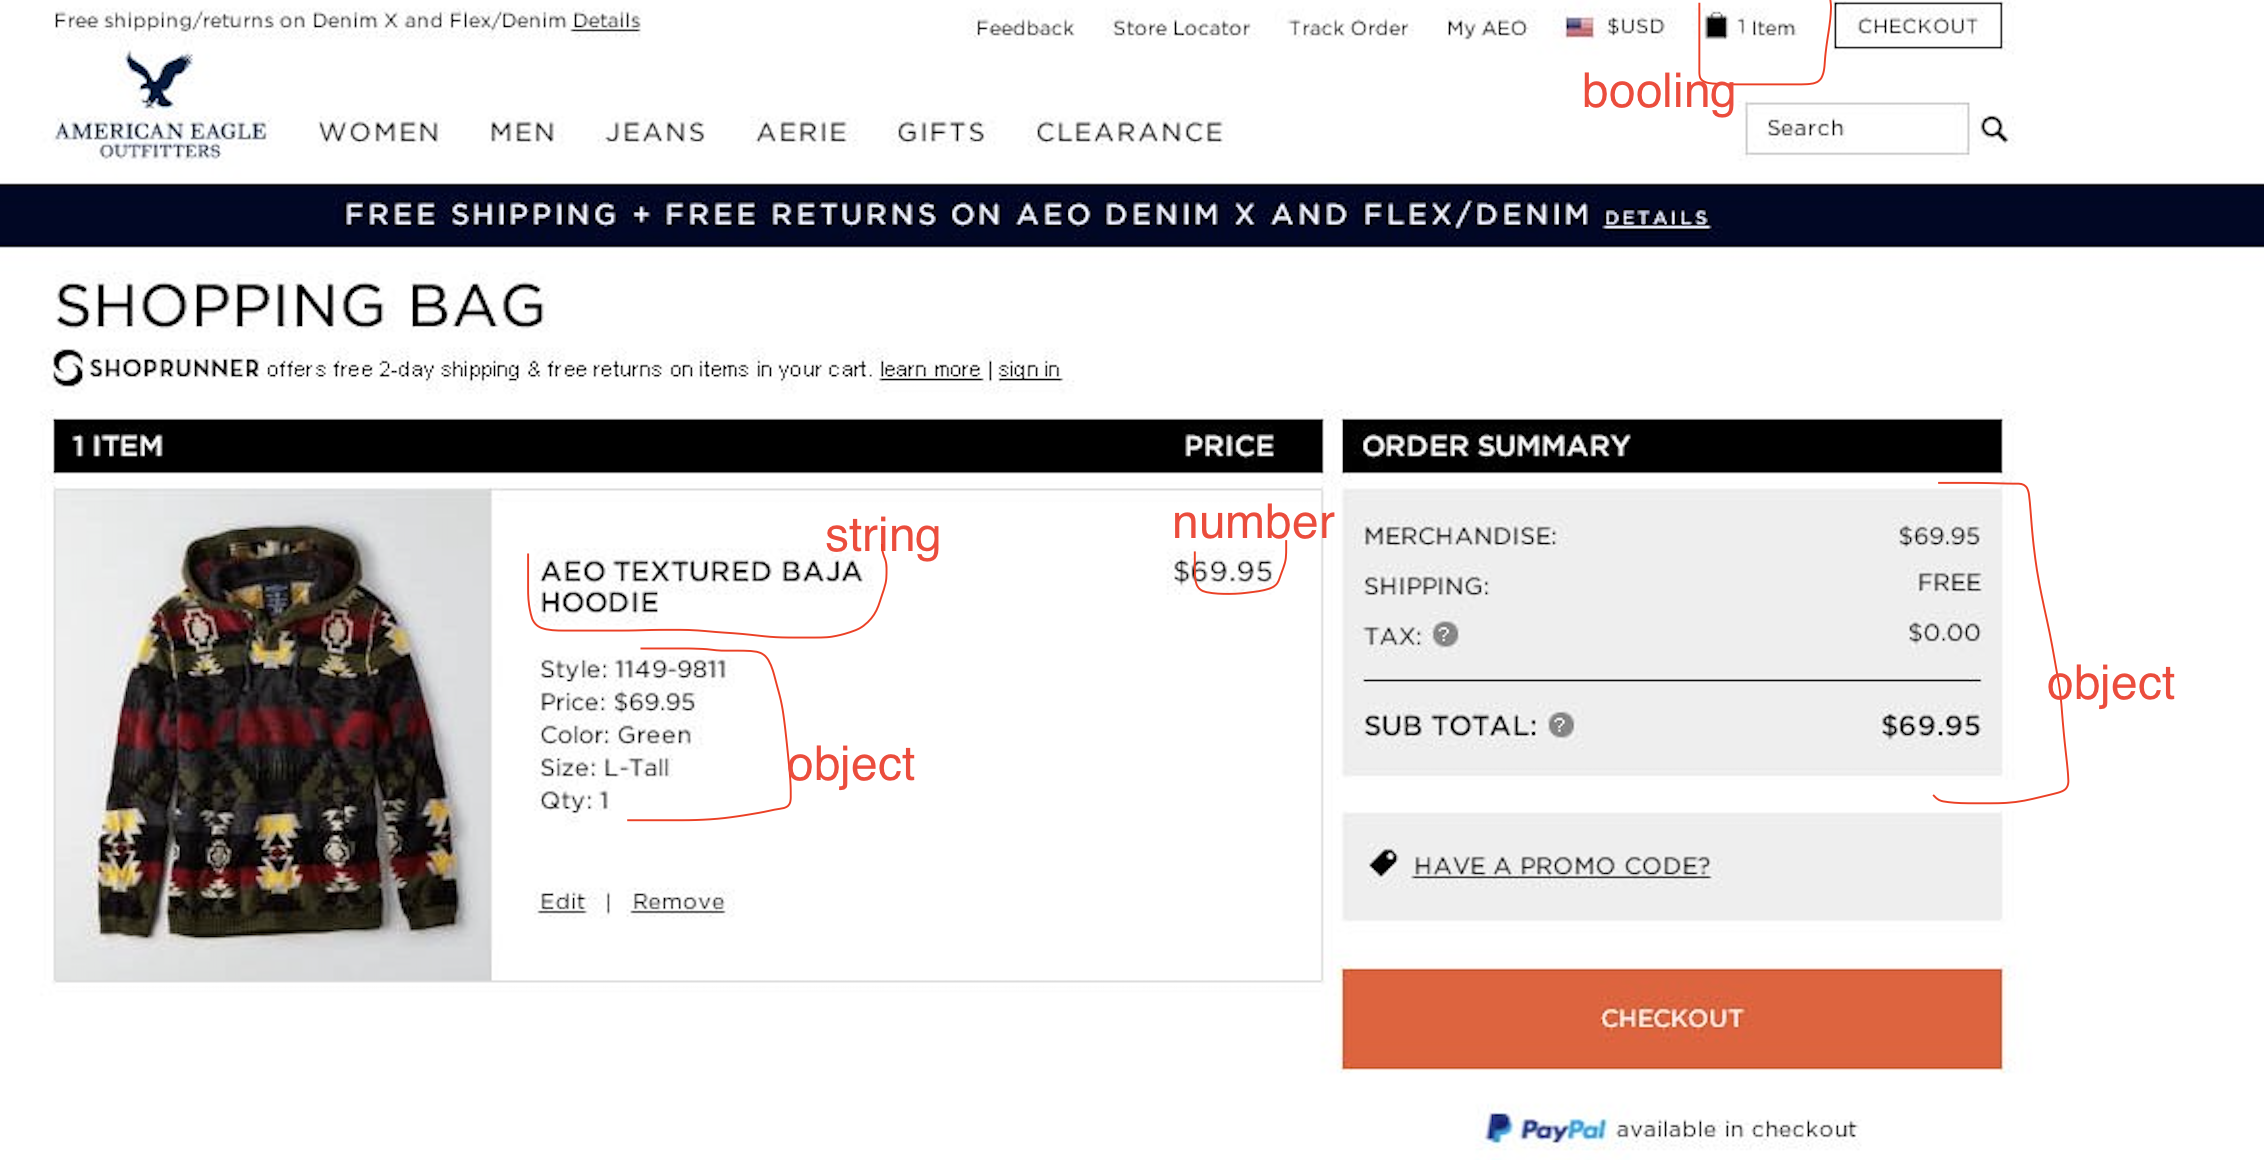 Free shipping/returns on Denim X and Flex/Denim Details
Feedback Store Locator Track Order My AEO $USD 1 Item CHECKOUT
booling
AMERICAN EAGLE
OUTFITTERS
WOMEN MEN JEANS AERIE GIFTS CLEARANCE
Search
FREE SHIPPING + FREE RETURNS ON AEO DENIM X AND FLEX/DENIM DETAILS
SHOPPING BAG
SHOPRUNNER offers free 2-day shipping & free returns on items in your cart. learn more | sign in
1 ITEM PRICE
string
number
AEO TEXTURED BAJA
HOODIE
$69.95
Style: 1149-9811
Price: $69.95
Color: Green
Size: L-Tall
Qty: 1
object
Edit | Remove
ORDER SUMMARY
MERCHANDISE: $69.95
SHIPPING: FREE
TAX: ? $0.00
object
SUB TOTAL: ? $69.95
HAVE A PROMO CODE?
CHECKOUT
PayPal available in checkout